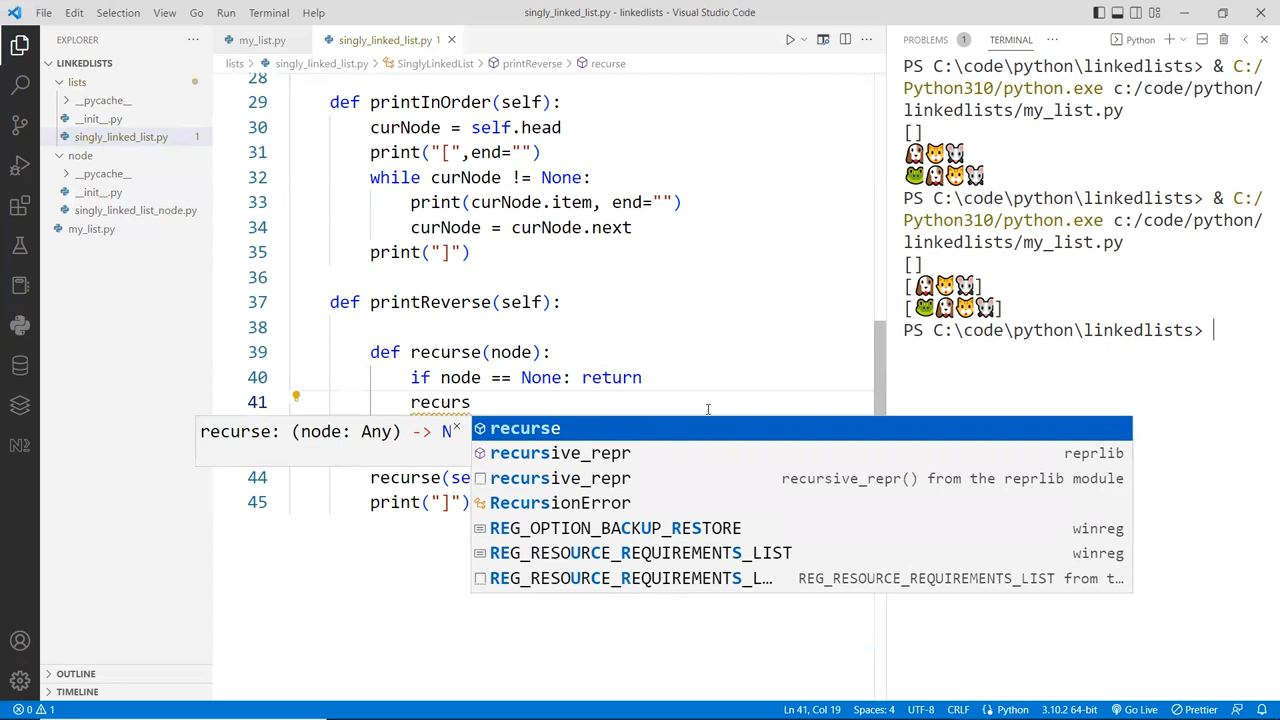 File Edit Selection View Go Run Terminal Help
singly_linked_list.py - linkedlists - Visual Studio Code
EXPLORER
LINKEDLISTS
lists
__pycache__
__init__.py
singly_linked_list.py 1
node
__pycache__
__init__.py
singly_linked_list_node.py
my_list.py
OUTLINE
TIMELINE
my_list.py singly_linked_list.py 1
lists singly_linked_list.py SinglyLinkedList printReverse recurse
28
29 def printInOrder(self):
30 curNode = self.head
31 print("[",end="")
32 while curNode != None:
33 print(curNode.item, end="")
34 curNode = curNode.next
35 print("]")
36
37 def printReverse(self):
38
39 def recurse(node):
40 if node == None: return
41 recurs
recurse: (node: Any) -> N
44 recurse(se
45 print("]")
recurse
recursive_repr reprlib
recursive_repr recursive_repr() from the reprlib module
RecursionError
REG_OPTION_BACKUP_RESTORE winreg
REG_RESOURCE_REQUIREMENTS_LIST winreg
REG_RESOURCE_REQUIREMENTS_L… REG_RESOURCE_REQUIREMENTS_LIST from t…
PROBLEMS 1 TERMINAL Python
PS C:\code\python\linkedlists> & C:/
Python310/python.exe c:/code/python/
linkedlists/my_list.py
[]
🐶🐱🐭
🐸🐶🐱🐭
PS C:\code\python\linkedlists> & C:/
Python310/python.exe c:/code/python/
linkedlists/my_list.py
[]
[🐶🐱🐭]
[🐸🐶🐱🐭]
PS C:\code\python\linkedlists>
0 1 Ln 41, Col 19 Spaces: 4 UTF-8 CRLF Python 3.10.2 64-bit Go Live Prettier